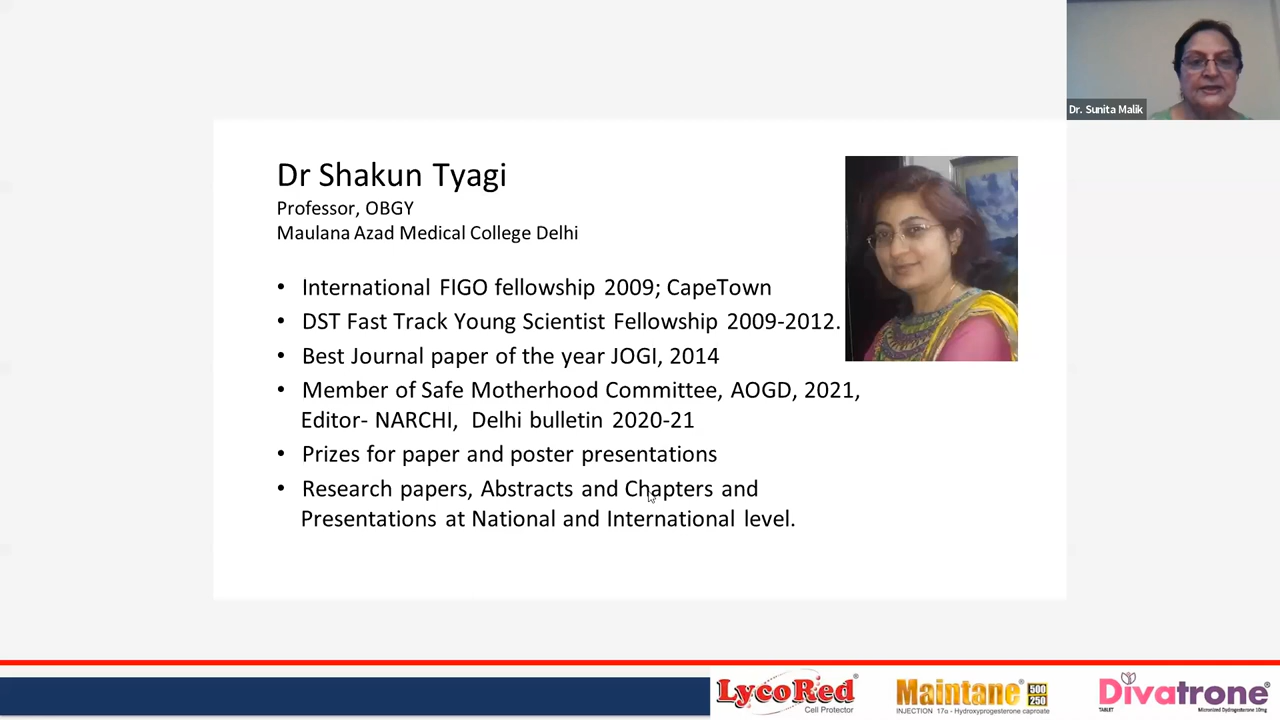 Dr. Sunita Malik
Dr Shakun Tyagi
Professor, OBGY
Maulana Azad Medical College Delhi
• International FIGO fellowship 2009; CapeTown
• DST Fast Track Young Scientist Fellowship 2009-2012.
• Best Journal paper of the year JOGI, 2014
• Member of Safe Motherhood Committee, AOGD, 2021,
Editor- NARCHI, Delhi bulletin 2020-21
• Prizes for paper and poster presentations
• Research papers, Abstracts and Chapters and
Presentations at National and International level.
LycoRed®
Cell Protector
Maintane® 500 250
INJECTION 17α - Hydroxyprogesterone caproate
Divatrone®
TABLET Micronized Dydrogesterone 10mg